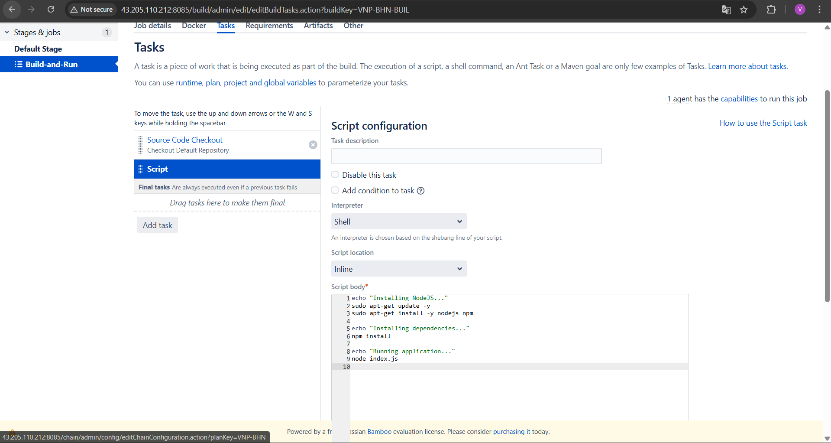 Not secure
43.205.110.212:8085/build/admin/edit/editBuildTasks.action?buildKey=VNP-BHN-BUIL
V
Stages & jobs
1
Default Stage
Build-and-Run
Job details Docker Tasks Requirements Artifacts Other
Tasks
A task is a piece of work that is being executed as part of the build. The execution of a script, a shell command, an Ant Task or a Maven goal are only few examples of Tasks. Learn more about tasks.
You can use runtime, plan, project and global variables to parameterize your tasks.
1 agent has the capabilities to run this job
To move the task, use the up and down arrows or the W and S
keys while holding the spacebar
Source Code Checkout
Checkout Default Repository
Script
Final tasks Are always executed even if a previous task fails
Drag tasks here to make them final
Add task
Script configuration
How to use the Script task
Task description
Disable this task
Add condition to task
Interpreter
Shell
An interpreter is chosen based on the shebang line of your script.
Script location
Inline
Script body*
1 echo "Installing NodeJS..."
2 sudo apt-get update -y
3 sudo apt-get install -y nodejs npm
4
5 echo "Installing dependencies..."
6 npm install
7
8 echo "Running application..."
9 node index.js
10
Powered by a fr
ssian Bamboo evaluation license. Please consider purchasing it today.
43.205.110.212:8085/chain/admin/config/editChainConfiguration.action?planKey=VNP-BHN